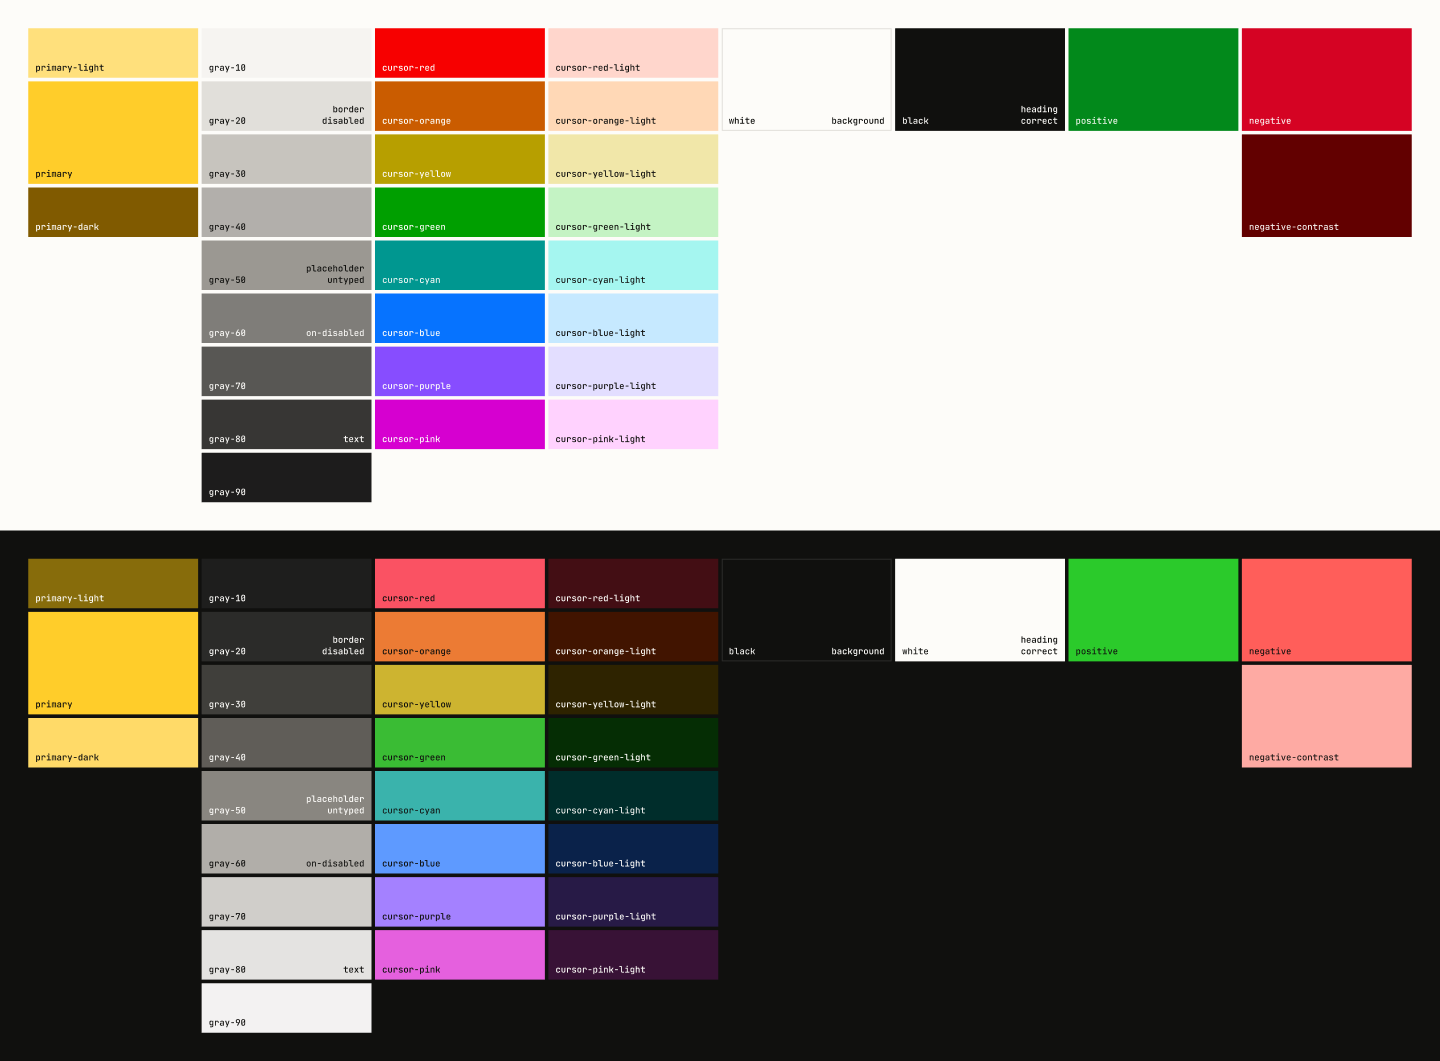 primary-light
gray-10
cursor-red
cursor-red-light
border
gray-20
disabled
cursor-orange
cursor-orange-light
white
background
heading
black
correct
positive
negative
primary
gray-30
cursor-yellow
cursor-yellow-light
primary-dark
gray-40
cursor-green
cursor-green-light
negative-contrast
placeholder
gray-50
untyped
cursor-cyan
cursor-cyan-light
gray-60
on-disabled
cursor-blue
cursor-blue-light
gray-70
cursor-purple
cursor-purple-light
gray-80
text
cursor-pink
cursor-pink-light
gray-90
primary-light
gray-10
cursor-red
cursor-red-light
border
gray-20
disabled
cursor-orange
cursor-orange-light
black
background
heading
white
correct
positive
negative
primary
gray-30
cursor-yellow
cursor-yellow-light
primary-dark
gray-40
cursor-green
cursor-green-light
negative-contrast
placeholder
gray-50
untyped
cursor-cyan
cursor-cyan-light
gray-60
on-disabled
cursor-blue
cursor-blue-light
gray-70
cursor-purple
cursor-purple-light
gray-80
text
cursor-pink
cursor-pink-light
gray-90